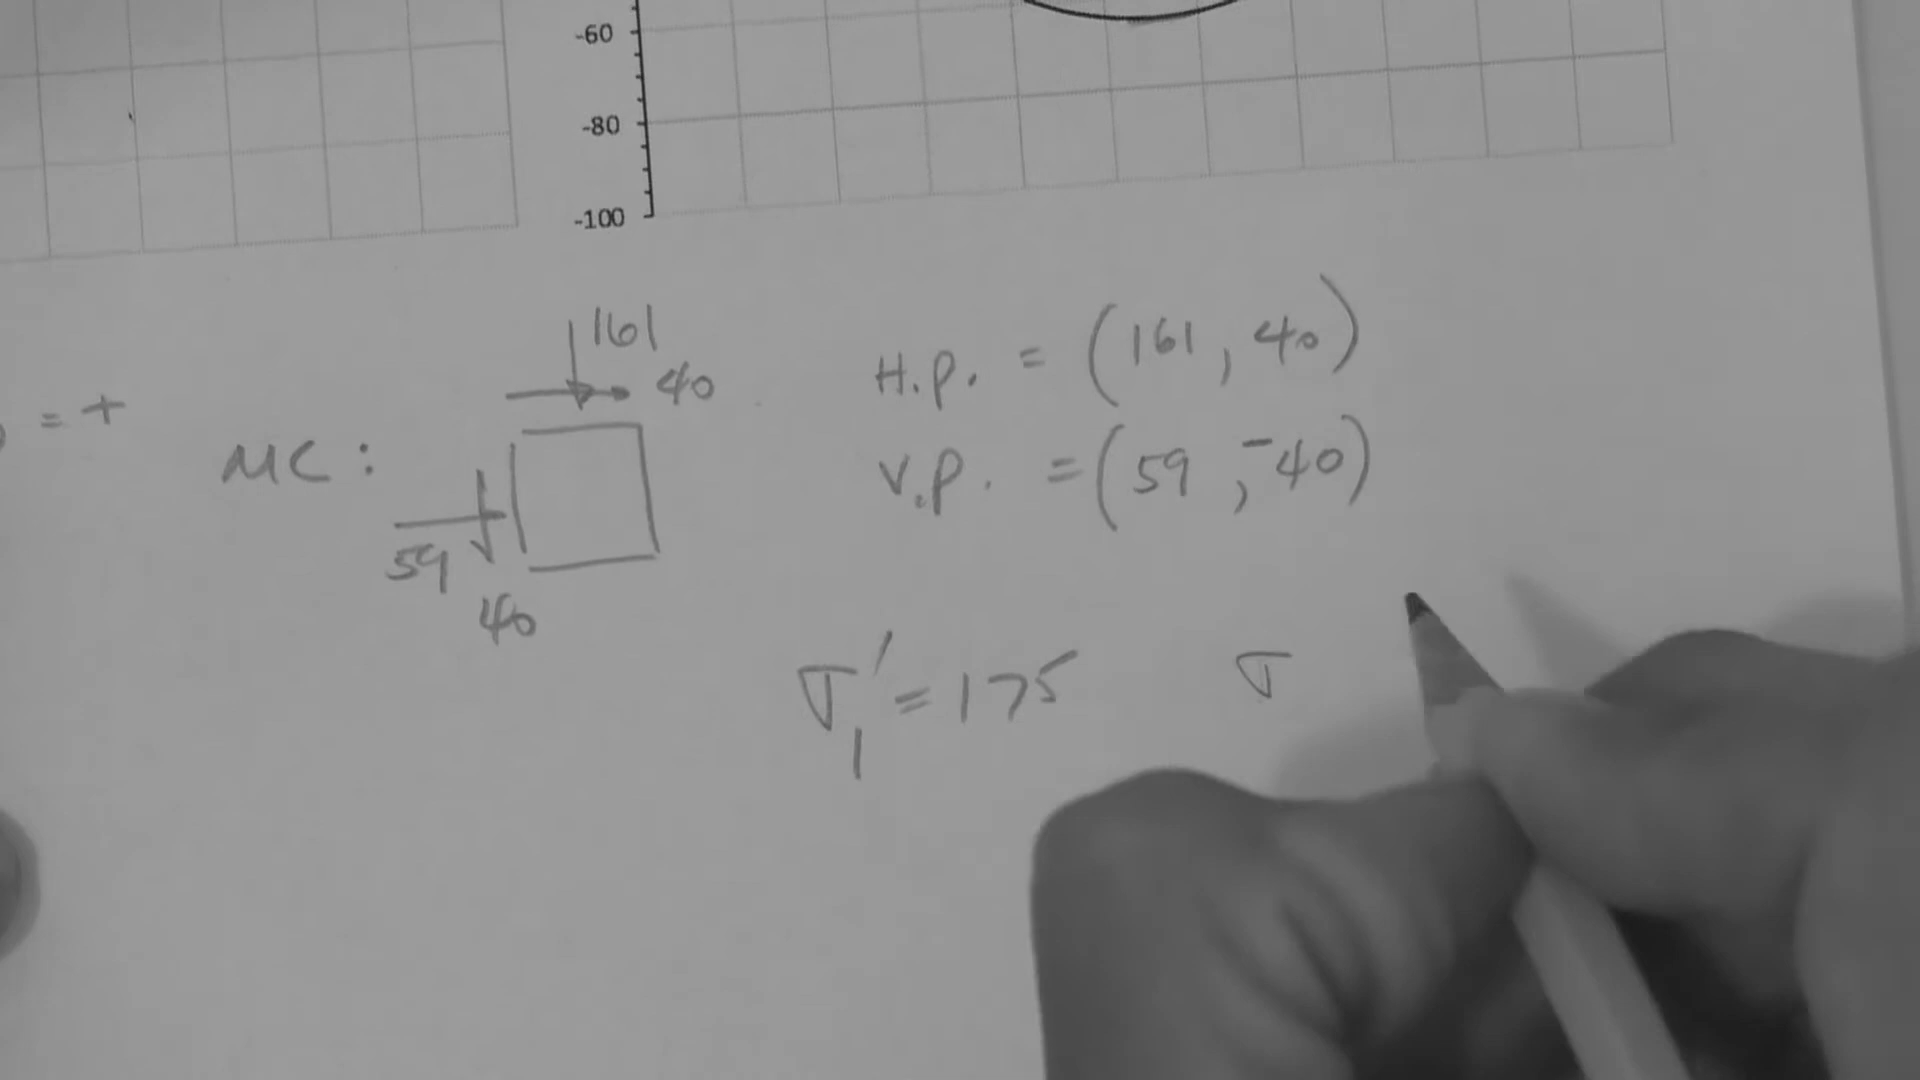 -60
-80
-100
161
40
= +
MC :
59
40
H.P. = (161, 40)
V.P. = (59, -40)
σ₁' = 175 σ